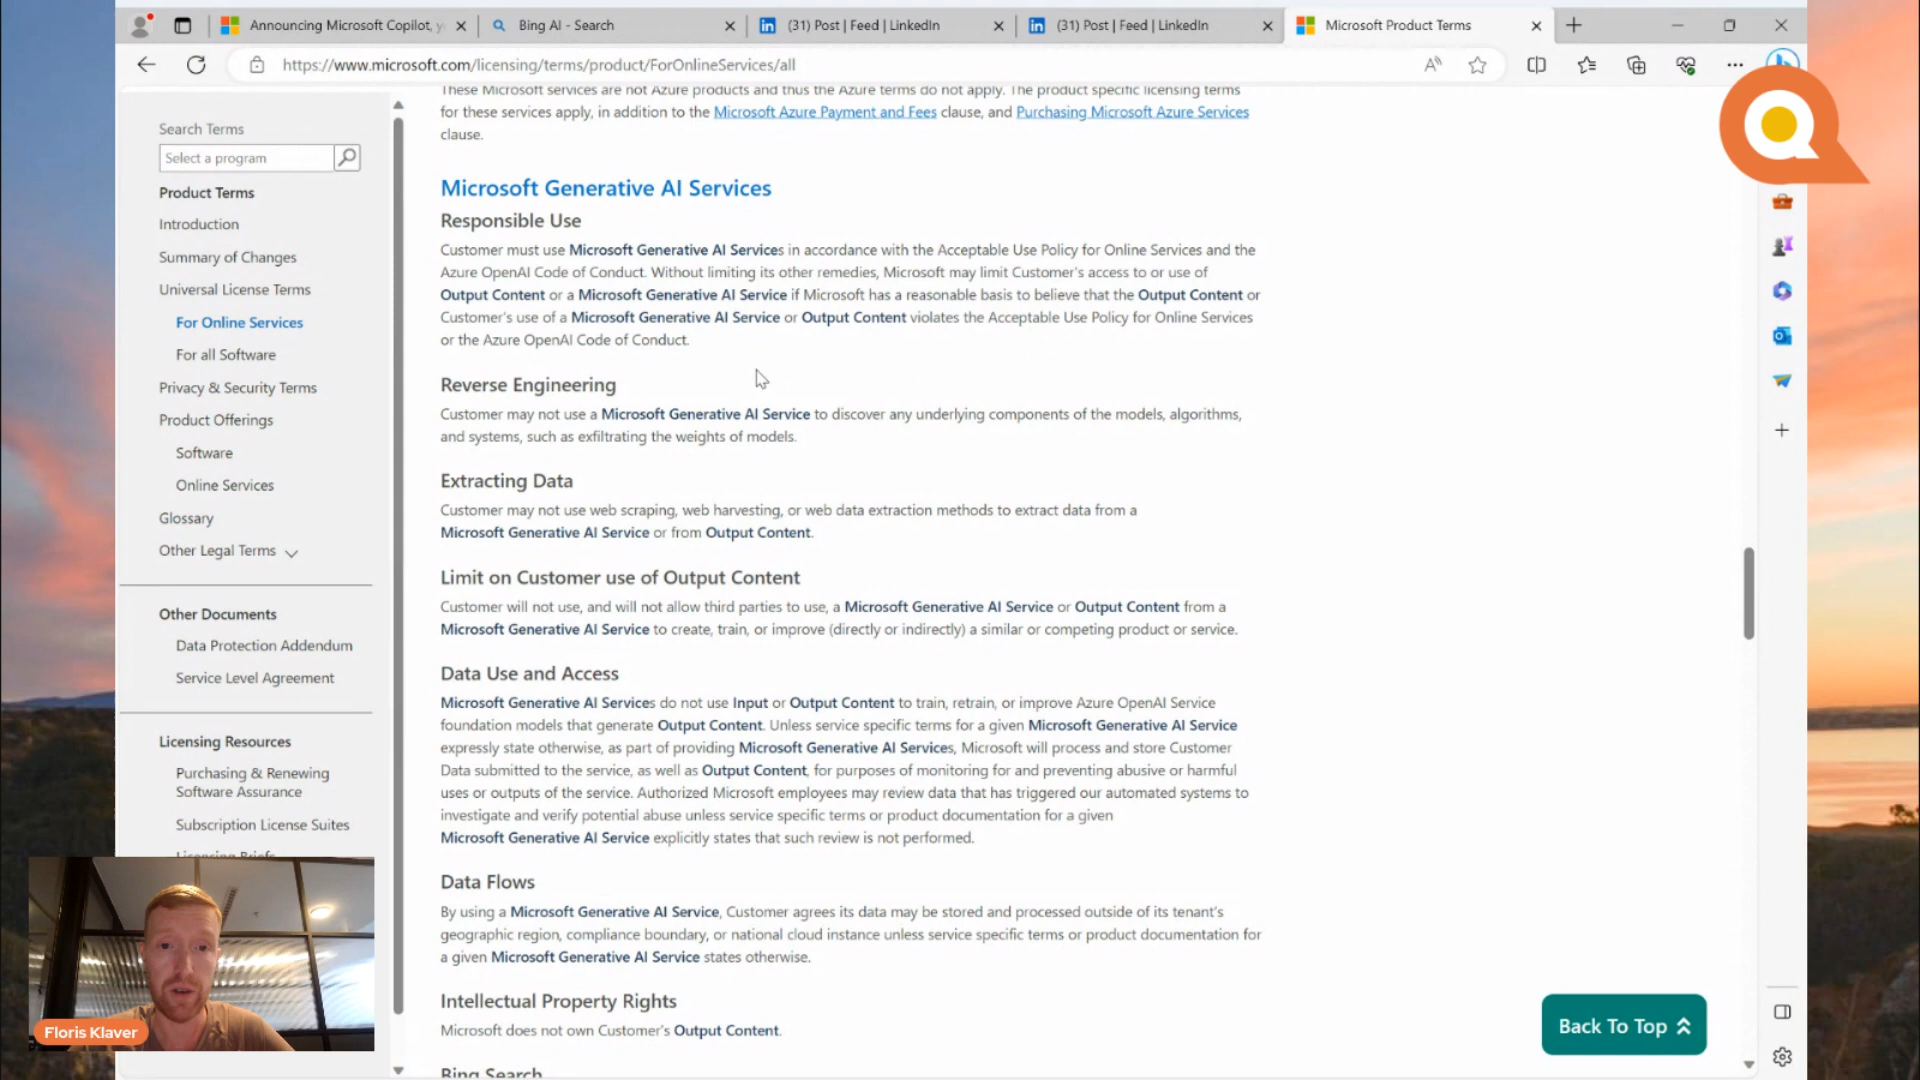 Announcing Microsoft Copilot, y
Bing AI - Search
(31) Post | Feed | LinkedIn
(31) Post | Feed | LinkedIn
Microsoft Product Terms
https://www.microsoft.com/licensing/terms/product/ForOnlineServices/all
Search Terms
Select a program
Product Terms
Introduction
Summary of Changes
Universal License Terms
For Online Services
For all Software
Privacy & Security Terms
Product Offerings
Software
Online Services
Glossary
Other Legal Terms
Other Documents
Data Protection Addendum
Service Level Agreement
Licensing Resources
Purchasing & Renewing
Software Assurance
Subscription License Suites
Licensing Briefs
These Microsoft services are not Azure products and thus the Azure terms do not apply. The product specific licensing terms
for these services apply, in addition to the Microsoft Azure Payment and Fees clause, and Purchasing Microsoft Azure Services
clause.
Microsoft Generative AI Services
Responsible Use
Customer must use Microsoft Generative AI Services in accordance with the Acceptable Use Policy for Online Services and the
Azure OpenAI Code of Conduct. Without limiting its other remedies, Microsoft may limit Customer's access to or use of
Output Content or a Microsoft Generative AI Service if Microsoft has a reasonable basis to believe that the Output Content or
Customer's use of a Microsoft Generative AI Service or Output Content violates the Acceptable Use Policy for Online Services
or the Azure OpenAI Code of Conduct.
Reverse Engineering
Customer may not use a Microsoft Generative AI Service to discover any underlying components of the models, algorithms,
and systems, such as exfiltrating the weights of models.
Extracting Data
Customer may not use web scraping, web harvesting, or web data extraction methods to extract data from a
Microsoft Generative AI Service or from Output Content.
Limit on Customer use of Output Content
Customer will not use, and will not allow third parties to use, a Microsoft Generative AI Service or Output Content from a
Microsoft Generative AI Service to create, train, or improve (directly or indirectly) a similar or competing product or service.
Data Use and Access
Microsoft Generative AI Services do not use Input or Output Content to train, retrain, or improve Azure OpenAI Service
foundation models that generate Output Content. Unless service specific terms for a given Microsoft Generative AI Service
expressly state otherwise, as part of providing Microsoft Generative AI Services, Microsoft will process and store Customer
Data submitted to the service, as well as Output Content, for purposes of monitoring for and preventing abusive or harmful
uses or outputs of the service. Authorized Microsoft employees may review data that has triggered our automated systems to
investigate and verify potential abuse unless service specific terms or product documentation for a given
Microsoft Generative AI Service explicitly states that such review is not performed.
Data Flows
By using a Microsoft Generative AI Service, Customer agrees its data may be stored and processed outside of its tenant's
geographic region, compliance boundary, or national cloud instance unless service specific terms or product documentation for
a given Microsoft Generative AI Service states otherwise.
Intellectual Property Rights
Microsoft does not own Customer's Output Content.
Bing Search
Back To Top
Floris Klaver